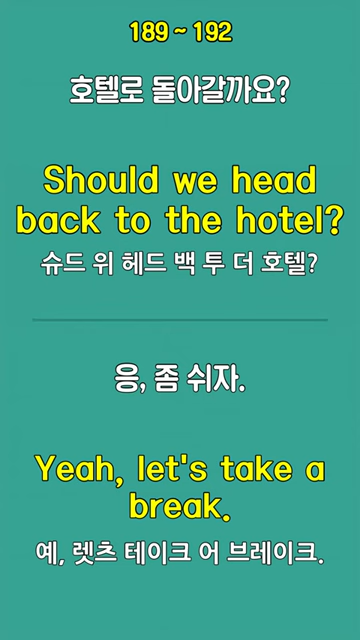 189 ~ 192
호텔로 돌아갈까요?
Should we head
back to the hotel?
슈드 위 헤드 백 투 더 호텔?
응, 좀 쉬자.
Yeah, let's take a
break.
예, 렛츠 테이크 어 브레이크.